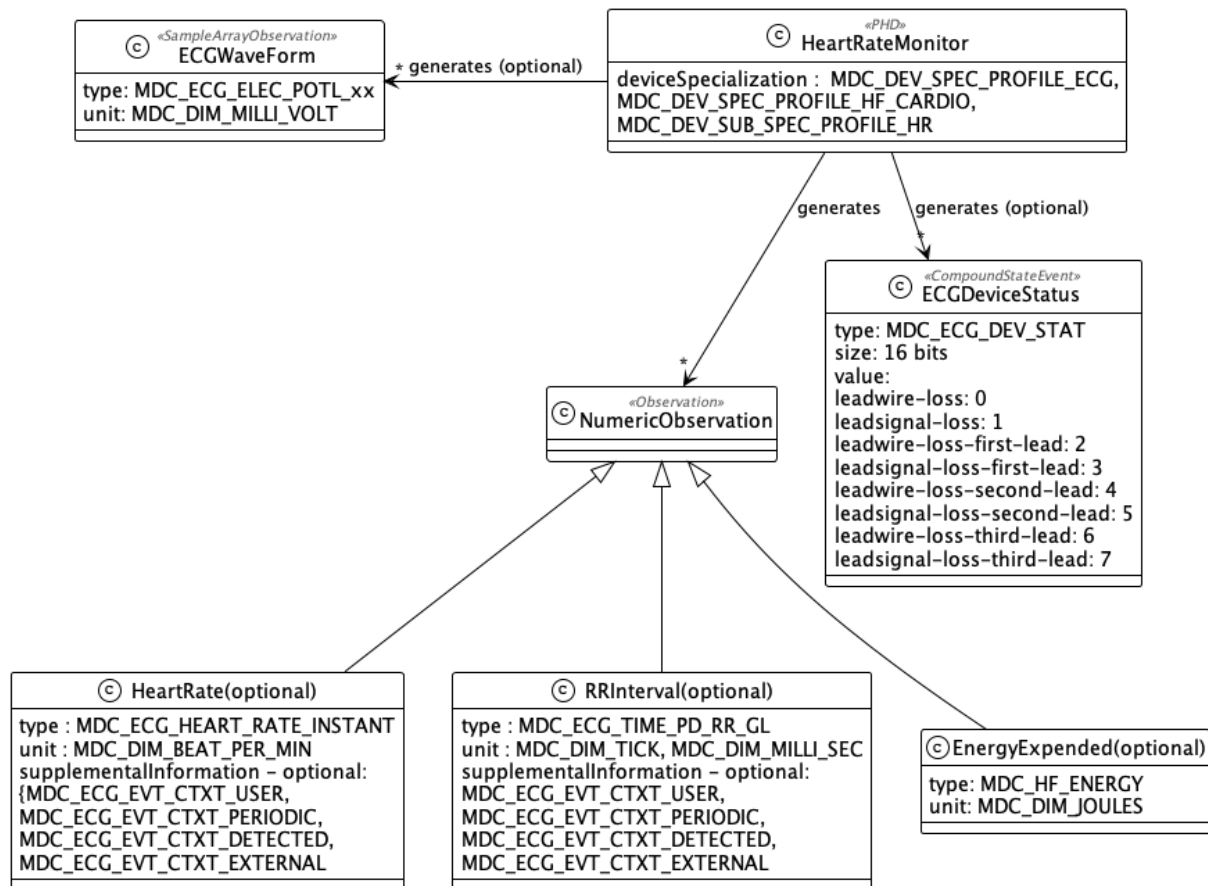 «SampleArrayObservation»
C ECGWaveForm
type: MDC_ECG_ELEC_POTL_xx
unit: MDC_DIM_MILLI_VOLT
* generates (optional)
«PHD»
C HeartRateMonitor
deviceSpecialization : MDC_DEV_SPEC_PROFILE_ECG,
MDC_DEV_SPEC_PROFILE_HF_CARDIO,
MDC_DEV_SUB_SPEC_PROFILE_HR
generates
*
generates (optional)
*
«CompoundStateEvent»
C ECGDeviceStatus
type: MDC_ECG_DEV_STAT
size: 16 bits
value:
leadwire-loss: 0
leadsignal-loss: 1
leadwire-loss-first-lead: 2
leadsignal-loss-first-lead: 3
leadwire-loss-second-lead: 4
leadsignal-loss-second-lead: 5
leadwire-loss-third-lead: 6
leadsignal-loss-third-lead: 7
«Observation»
C NumericObservation
C HeartRate(optional)
type : MDC_ECG_HEART_RATE_INSTANT
unit : MDC_DIM_BEAT_PER_MIN
supplementalInformation – optional:
{MDC_ECG_EVT_CTXT_USER,
MDC_ECG_EVT_CTXT_PERIODIC,
MDC_ECG_EVT_CTXT_DETECTED,
MDC_ECG_EVT_CTXT_EXTERNAL
C RRInterval(optional)
type : MDC_ECG_TIME_PD_RR_GL
unit : MDC_DIM_TICK, MDC_DIM_MILLI_SEC
supplementalInformation – optional:
MDC_ECG_EVT_CTXT_USER,
MDC_ECG_EVT_CTXT_PERIODIC,
MDC_ECG_EVT_CTXT_DETECTED,
MDC_ECG_EVT_CTXT_EXTERNAL
C EnergyExpended(optional)
type: MDC_HF_ENERGY
unit: MDC_DIM_JOULES